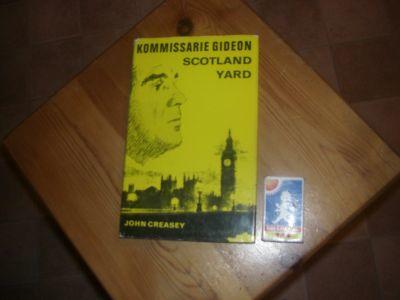 KOMMISSARIE GIDEON
SCOTLAND
YARD
JOHN CREASEY